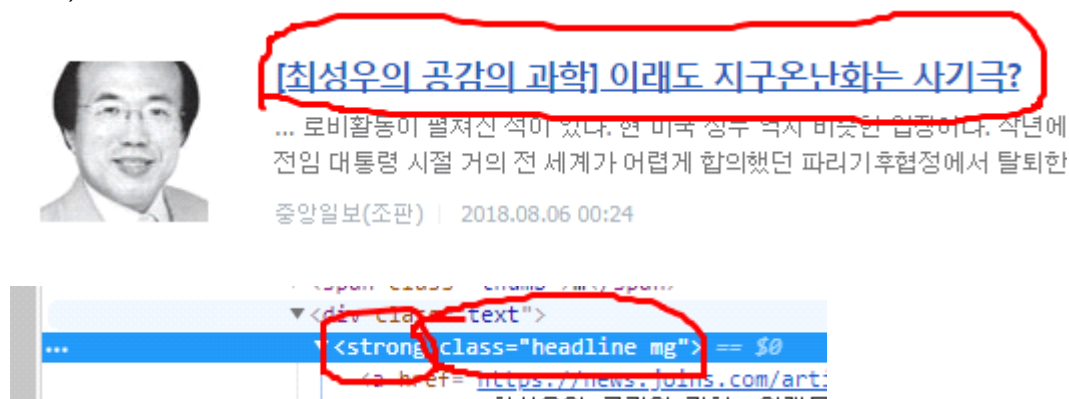 [최성우의 공감의 과학] 이래도 지구온난화는 사기극?
... 로비활동이 펼쳐진 적이 있다. 현 미국 정부 역시 비슷한 입장이다. 작년에
전임 대통령 시절 거의 전 세계가 어렵게 합의했던 파리기후협정에서 탈퇴한
중앙일보(조판) | 2018.08.06 00:24
▼<div class="text">
... ▼<strong class="headline mg"> == $0
<a href="https://news.joins.com/arti